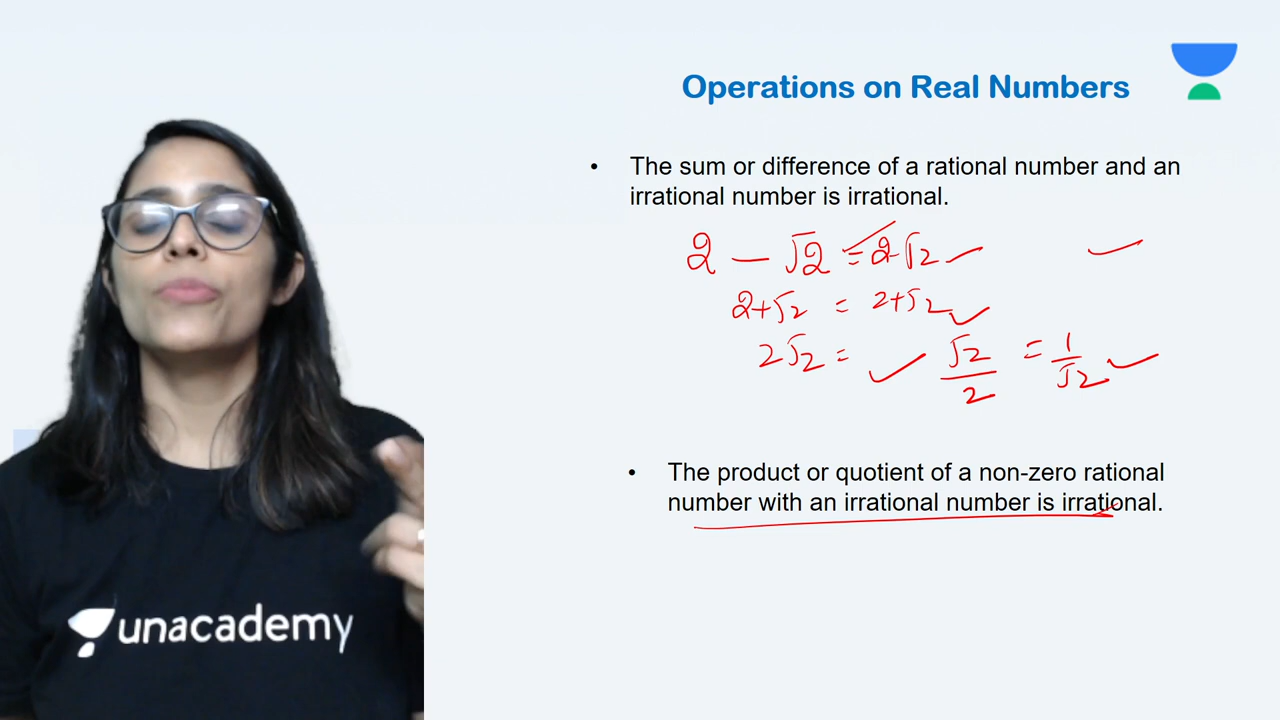 Operations on Real Numbers
• The sum or difference of a rational number and an
irrational number is irrational.
2 - √2 = 2-√2
2+√2 = 2+√2
2√2 = √2/2 = 1/√2
• The product or quotient of a non-zero rational
number with an irrational number is irrational.
unacademy